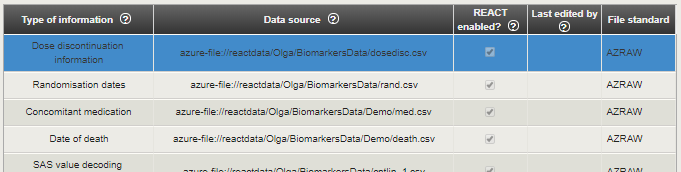 Type of information ? Data source ? REACT enabled? ? Last edited by ? File standard
Dose discontinuation information azure-file://reactdata/Olga/BiomarkersData/dosedisc.csv AZRAW
Randomisation dates azure-file://reactdata/Olga/BiomarkersData/rand.csv AZRAW
Concomitant medication azure-file://reactdata/Olga/BiomarkersData/Demo/med.csv AZRAW
Date of death azure-file://reactdata/Olga/BiomarkersData/Demo/death.csv AZRAW
SAS value decoding